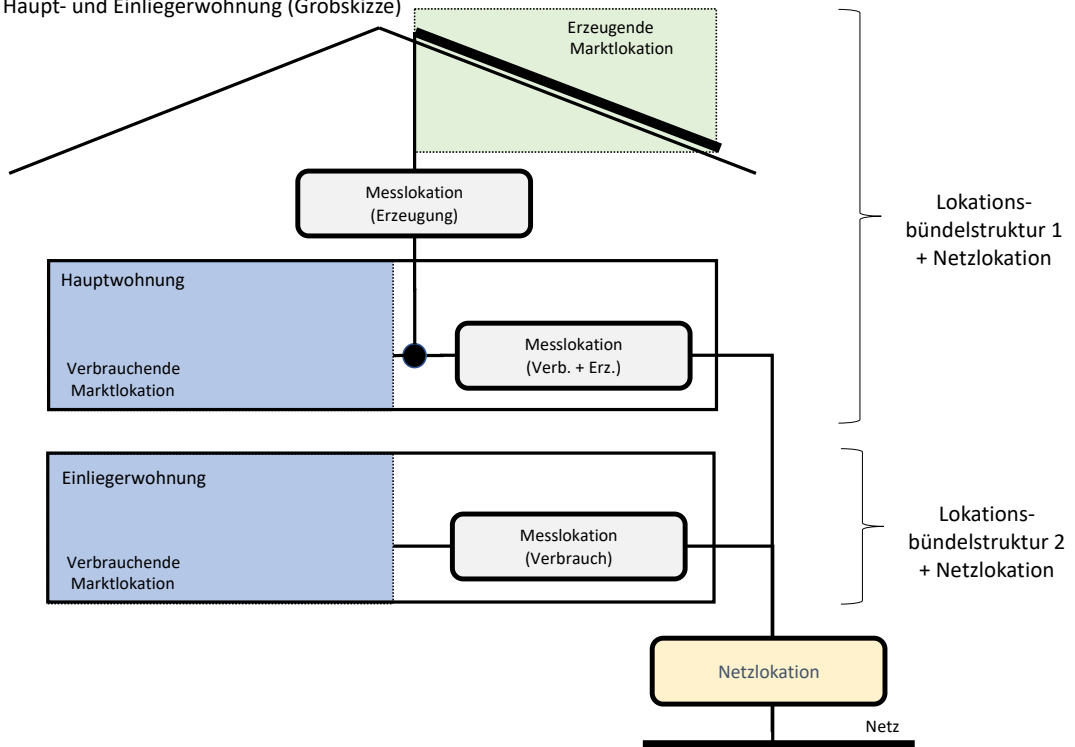 Haupt- und Einliegerwohnung (Grobskizze)
Erzeugende
Marktlokation
Messlokation
(Erzeugung)
Lokations-
bündelstruktur 1
+ Netzlokation
Hauptwohnung
Verbrauchende
Marktlokation
Messlokation
(Verb. + Erz.)
Einliegerwohnung
Verbrauchende
Marktlokation
Messlokation
(Verbrauch)
Lokations-
bündelstruktur 2
+ Netzlokation
Netzlokation
Netz